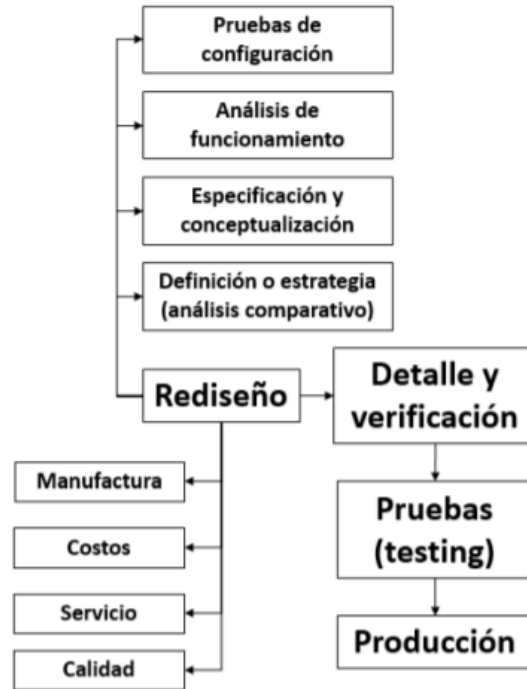 Pruebas de
configuración
Análisis de
funcionamiento
Especificación y
conceptualización
Definición o estrategia
(análisis comparativo)
Rediseño
Detalle y
verificación
Manufactura
Costos
Servicio
Calidad
Pruebas
(testing)
Producción